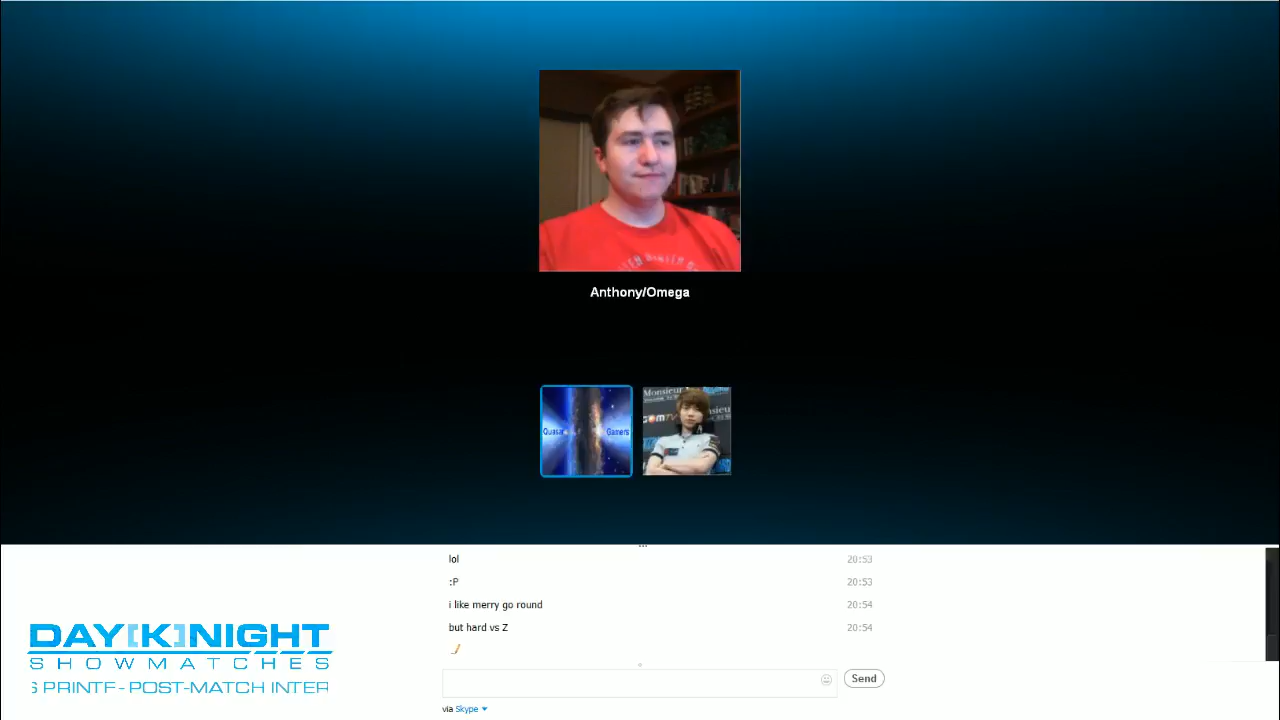 Anthony/Omega
Quasar Gamers
Monsieur
GOMTV
lol 20:53
:P 20:53
i like merry go round 20:54
but hard vs Z 20:54
Send
via Skype
DAY[K]NIGHT
SHOWMATCHES
S PRINTF - POST-MATCH INTER